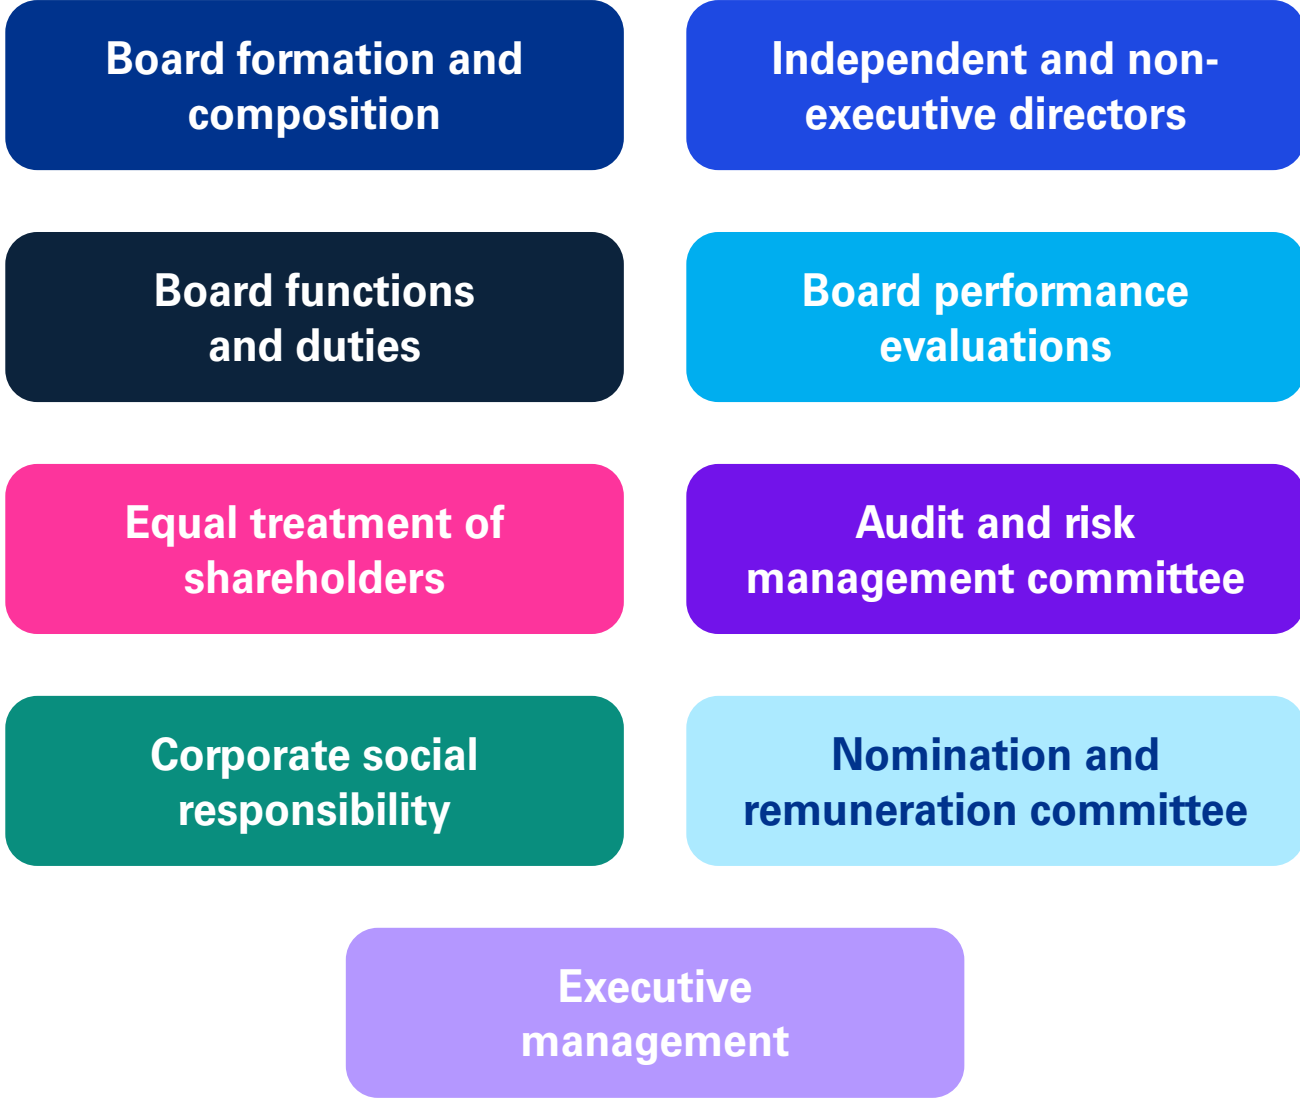 Board formation and
composition
Independent and non-
executive directors
Board functions
and duties
Board performance
evaluations
Equal treatment of
shareholders
Audit and risk
management committee
Corporate social
responsibility
Nomination and
remuneration committee
Executive
management